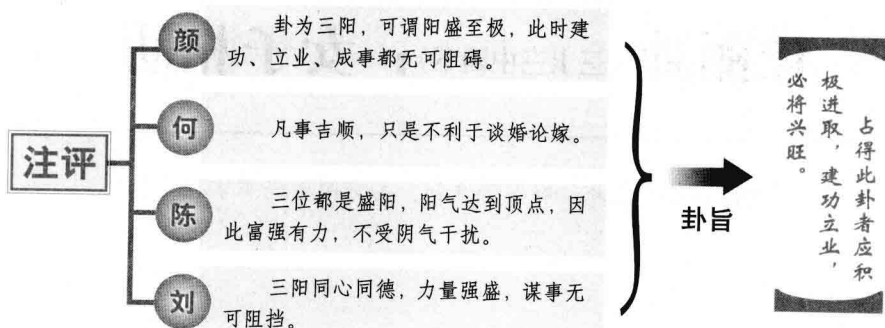 注评
颜
卦为三阳，可谓阳盛至极，此时建
功、立业、成事都无可阻碍。
何
凡事吉顺，只是不利于谈婚论嫁。
陈
三位都是盛阳，阳气达到顶点，因
此富强有力，不受阴气干扰。
刘
三阳同心同德，力量强盛，谋事无
可阻挡。
卦旨
占得此卦者应积
极进取，建功立业，
必将兴旺。